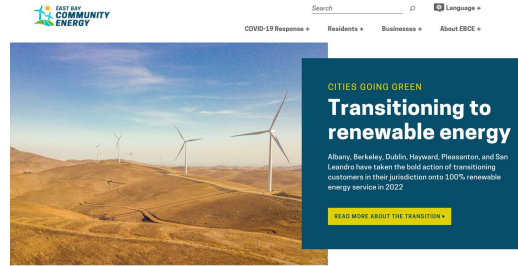 EAST BAY
COMMUNITY
ENERGY
Search
Language +
COVID-19 Response +
Residents +
Businesses +
About EBCE +
CITIES GOING GREEN
Transitioning to
renewable energy
Albany, Berkeley, Dublin, Hayward, Pleasanton, and San
Leandro have taken the bold action of transitioning
customers in their jurisdiction onto 100% renewable
energy service in 2022
READ MORE ABOUT THE TRANSITION